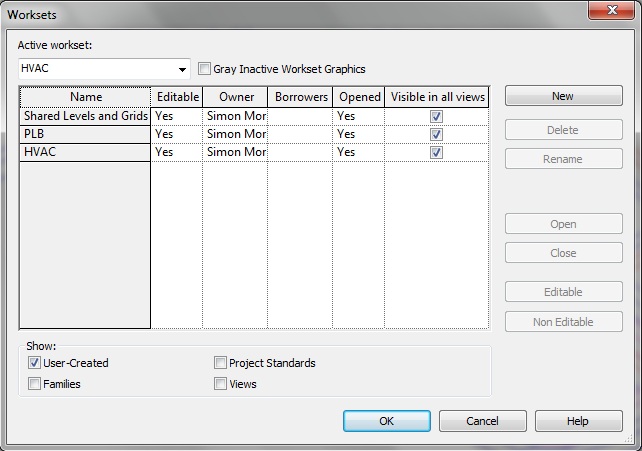 Worksets
Active workset:
HVAC
Gray Inactive Workset Graphics
Name Editable Owner Borrowers Opened Visible in all views
Shared Levels and Grids Yes Simon Mor Yes
PLB Yes Simon Mor Yes
HVAC Yes Simon Mor Yes
New
Delete
Rename
Open
Close
Editable
Non Editable
Show:
User-Created Project Standards
Families Views
OK Cancel Help